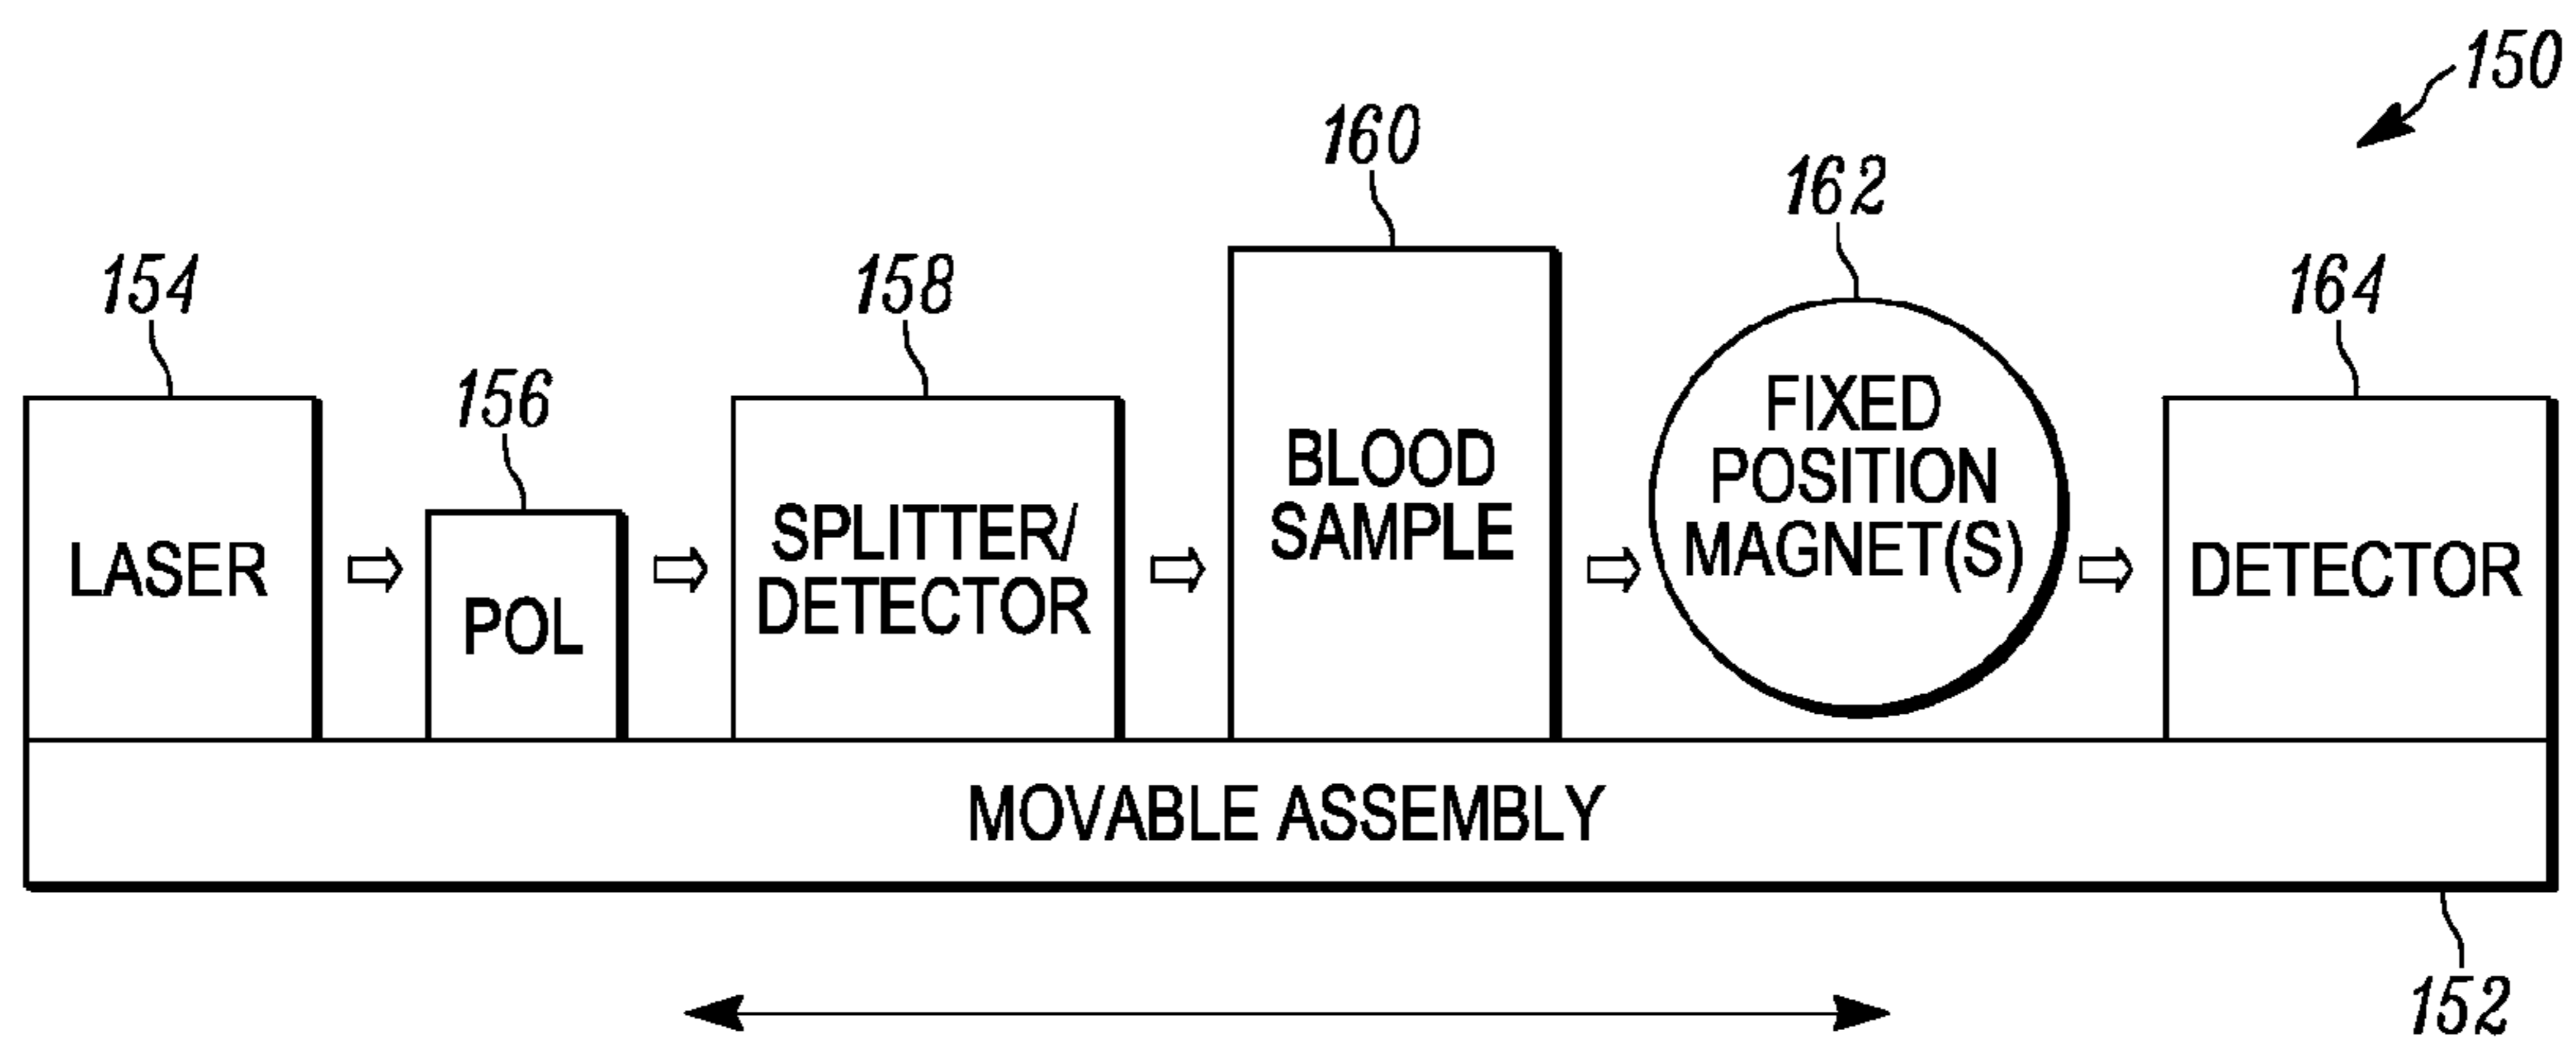 150
160
162
154
158
164
156
FIXED
POSITION
MAGNET(S)
BLOOD
SAMPLE
SPLITTER/
DETECTOR
LASER
DETECTOR
POL
MOVABLE ASSEMBLY
152